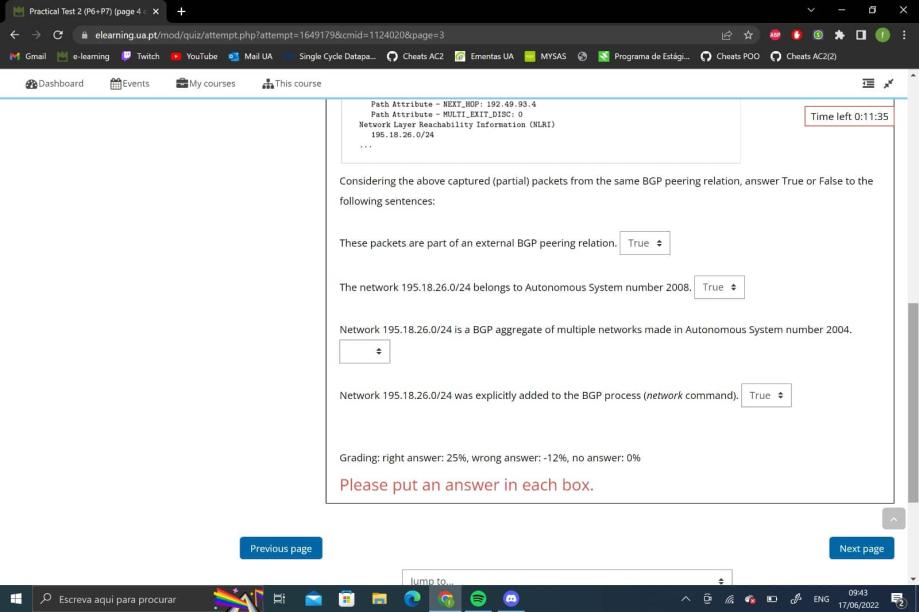 Practical Test 2 (P6+P7) (page 4
elearning.ua.pt/mod/quiz/attempt.php?attempt=1649179&cmid=1124020&page=3
Gmail e-learning Twitch YouTube Mail UA Single Cycle Datapa... Cheats AC2 Ementas UA MYSAS Programa de Estági... Cheats POO Cheats AC2(2)
Dashboard Events My courses This course
Path Attribute - NEXT_HOP: 192.49.93.4
Path Attribute - MULTI_EXIT_DISC: 0
Network Layer Reachability Information (NLRI)
195.18.26.0/24
...
Time left 0:11:35
Considering the above captured (partial) packets from the same BGP peering relation, answer True or False to the
following sentences:
These packets are part of an external BGP peering relation. True
The network 195.18.26.0/24 belongs to Autonomous System number 2008. True
Network 195.18.26.0/24 is a BGP aggregate of multiple networks made in Autonomous System number 2004.
Network 195.18.26.0/24 was explicitly added to the BGP process (network command). True
Grading: right answer: 25%, wrong answer: -12%, no answer: 0%
Please put an answer in each box.
Previous page Next page
Jump to...
Escreva aqui para procurar
ENG
09:43
17/06/2022
2